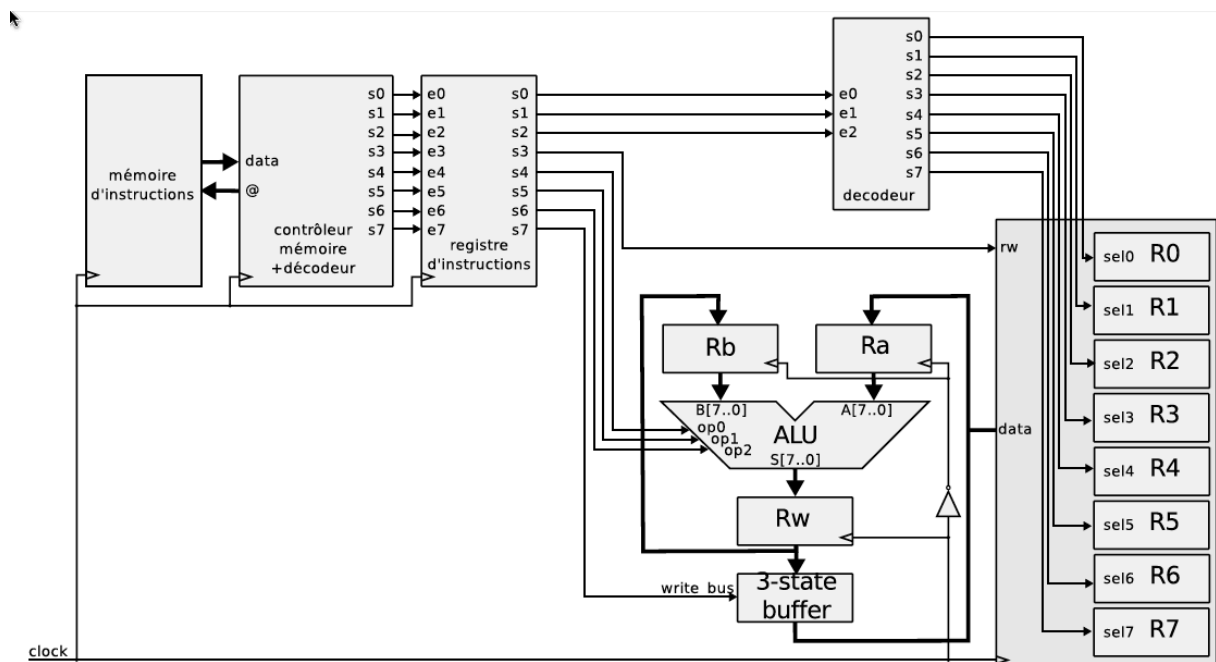 mémoire
d'instructions
data
@
s0
s1
s2
s3
s4
s5
s6
s7
contrôleur
mémoire
+décodeur
e0
e1
e2
e3
e4
e5
e6
e7
s0
s1
s2
s3
s4
s5
s6
s7
registre
d'instructions
e0
e1
e2
s0
s1
s2
s3
s4
s5
s6
s7
decodeur
rw
data
sel0 R0
sel1 R1
sel2 R2
sel3 R3
sel4 R4
sel5 R5
sel6 R6
sel7 R7
Rb
Ra
B[7..0]
A[7..0]
op0
op1
op2
ALU
S[7..0]
Rw
write bus
3-state
buffer
clock